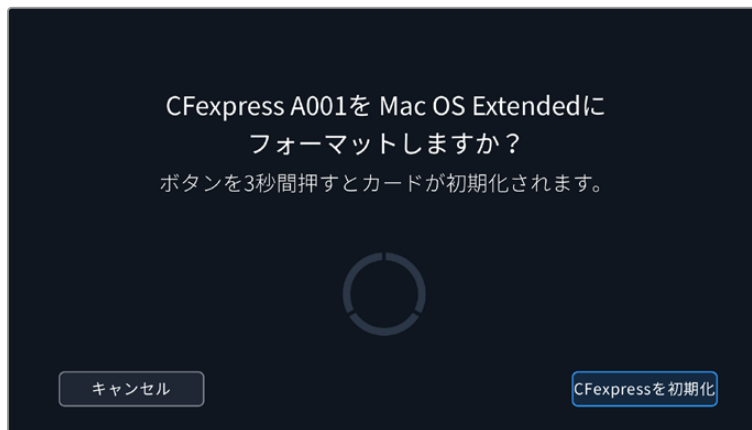 CFexpress A001を Mac OS Extendedに
フォーマットしますか？
ボタンを3秒間押すとカードが初期化されます。
キャンセル
CFexpressを初期化